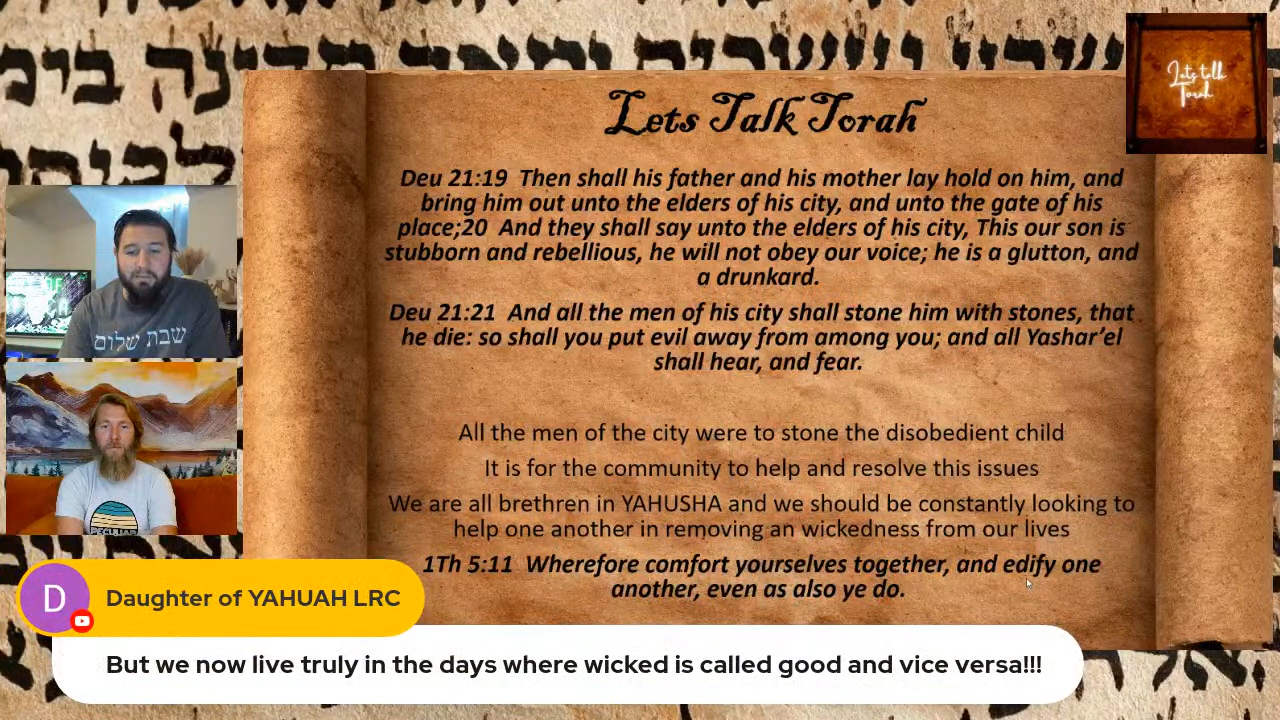 ומאה מדינה בימ
Lets talk
Torah
Lets Talk Torah
Deu 21:19 Then shall his father and his mother lay hold on him, and
bring him out unto the elders of his city, and unto the gate of his
place;20 And they shall say unto the elders of his city, This our son is
stubborn and rebellious, he will not obey our voice; he is a glutton, and
a drunkard.
Deu 21:21 And all the men of his city shall stone him with stones, that
he die: so shall you put evil away from among you; and all Yashar'el
shall hear, and fear.
All the men of the city were to stone the disobedient child
It is for the community to help and resolve this issues
We are all brethren in YAHUSHA and we should be constantly looking to
help one another in removing an wickedness from our lives
1Th 5:11 Wherefore comfort yourselves together, and edify one
another, even as also ye do.
שבת שלום
PECULIAR
D
Daughter of YAHUAH LRC
But we now live truly in the days where wicked is called good and vice versa!!!